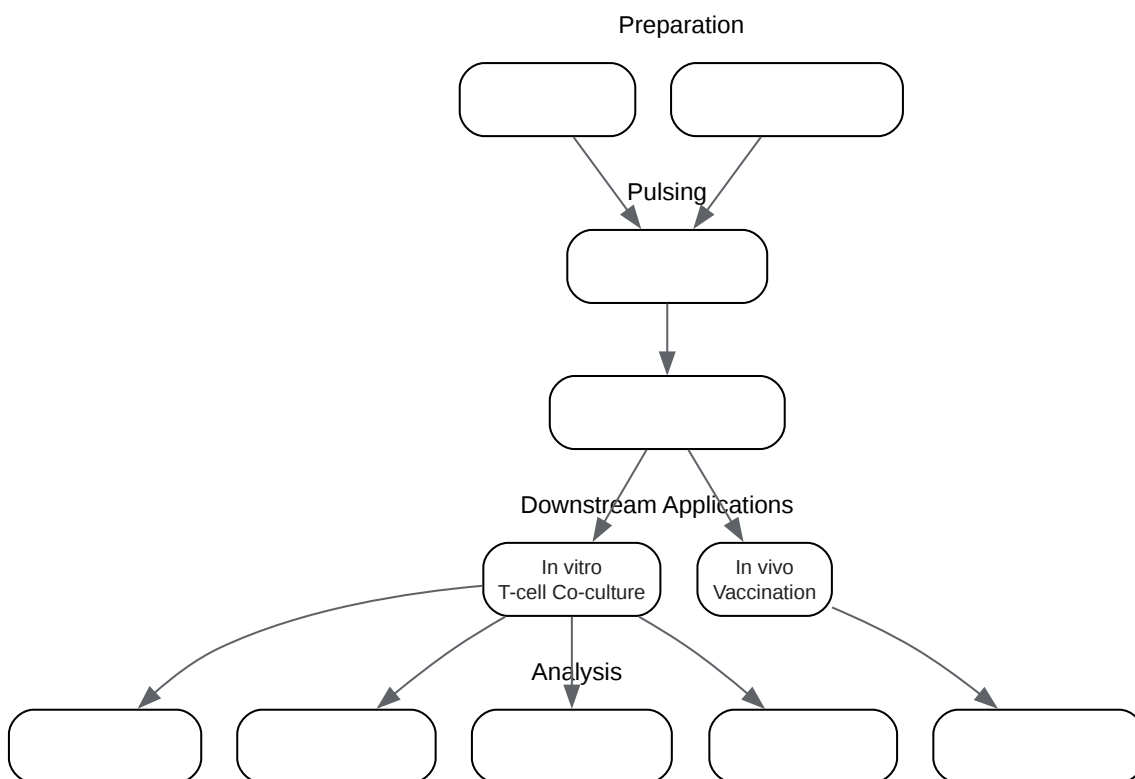 Preparation
Pulsing
Downstream Applications
In vitro
T-cell Co-culture
In vivo
Vaccination
Analysis